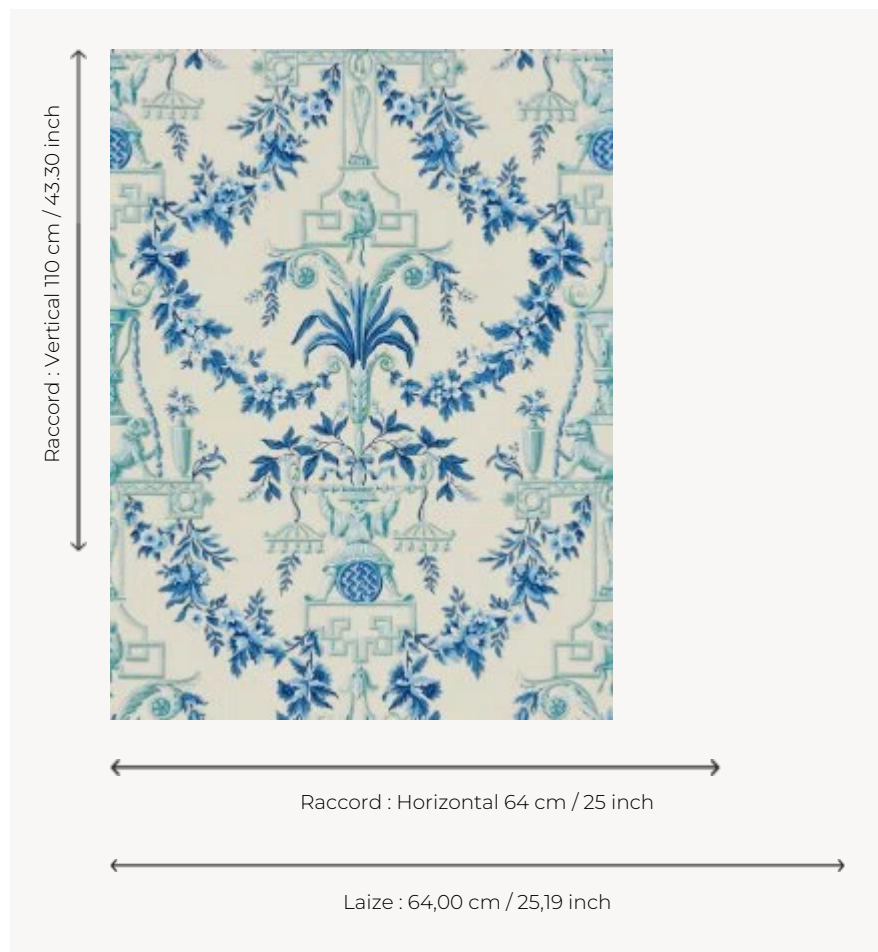 Raccord : Vertical 110 cm / 43.30 inch
Raccord : Horizontal 64 cm / 25 inch
Laize : 64,00 cm / 25,19 inch